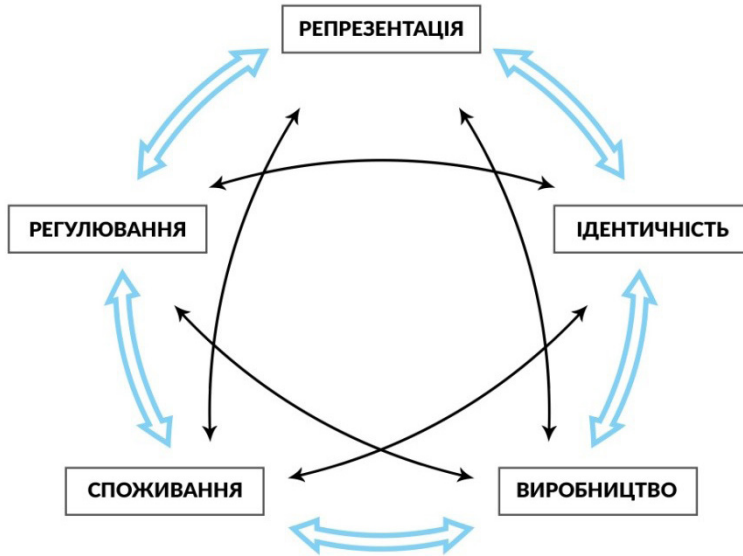 РЕПРЕЗЕНТАЦІЯ
РЕГУЛЮВАННЯ
ІДЕНТИЧНІСТЬ
СПОЖИВАННЯ
ВИРОБНИЦТВО